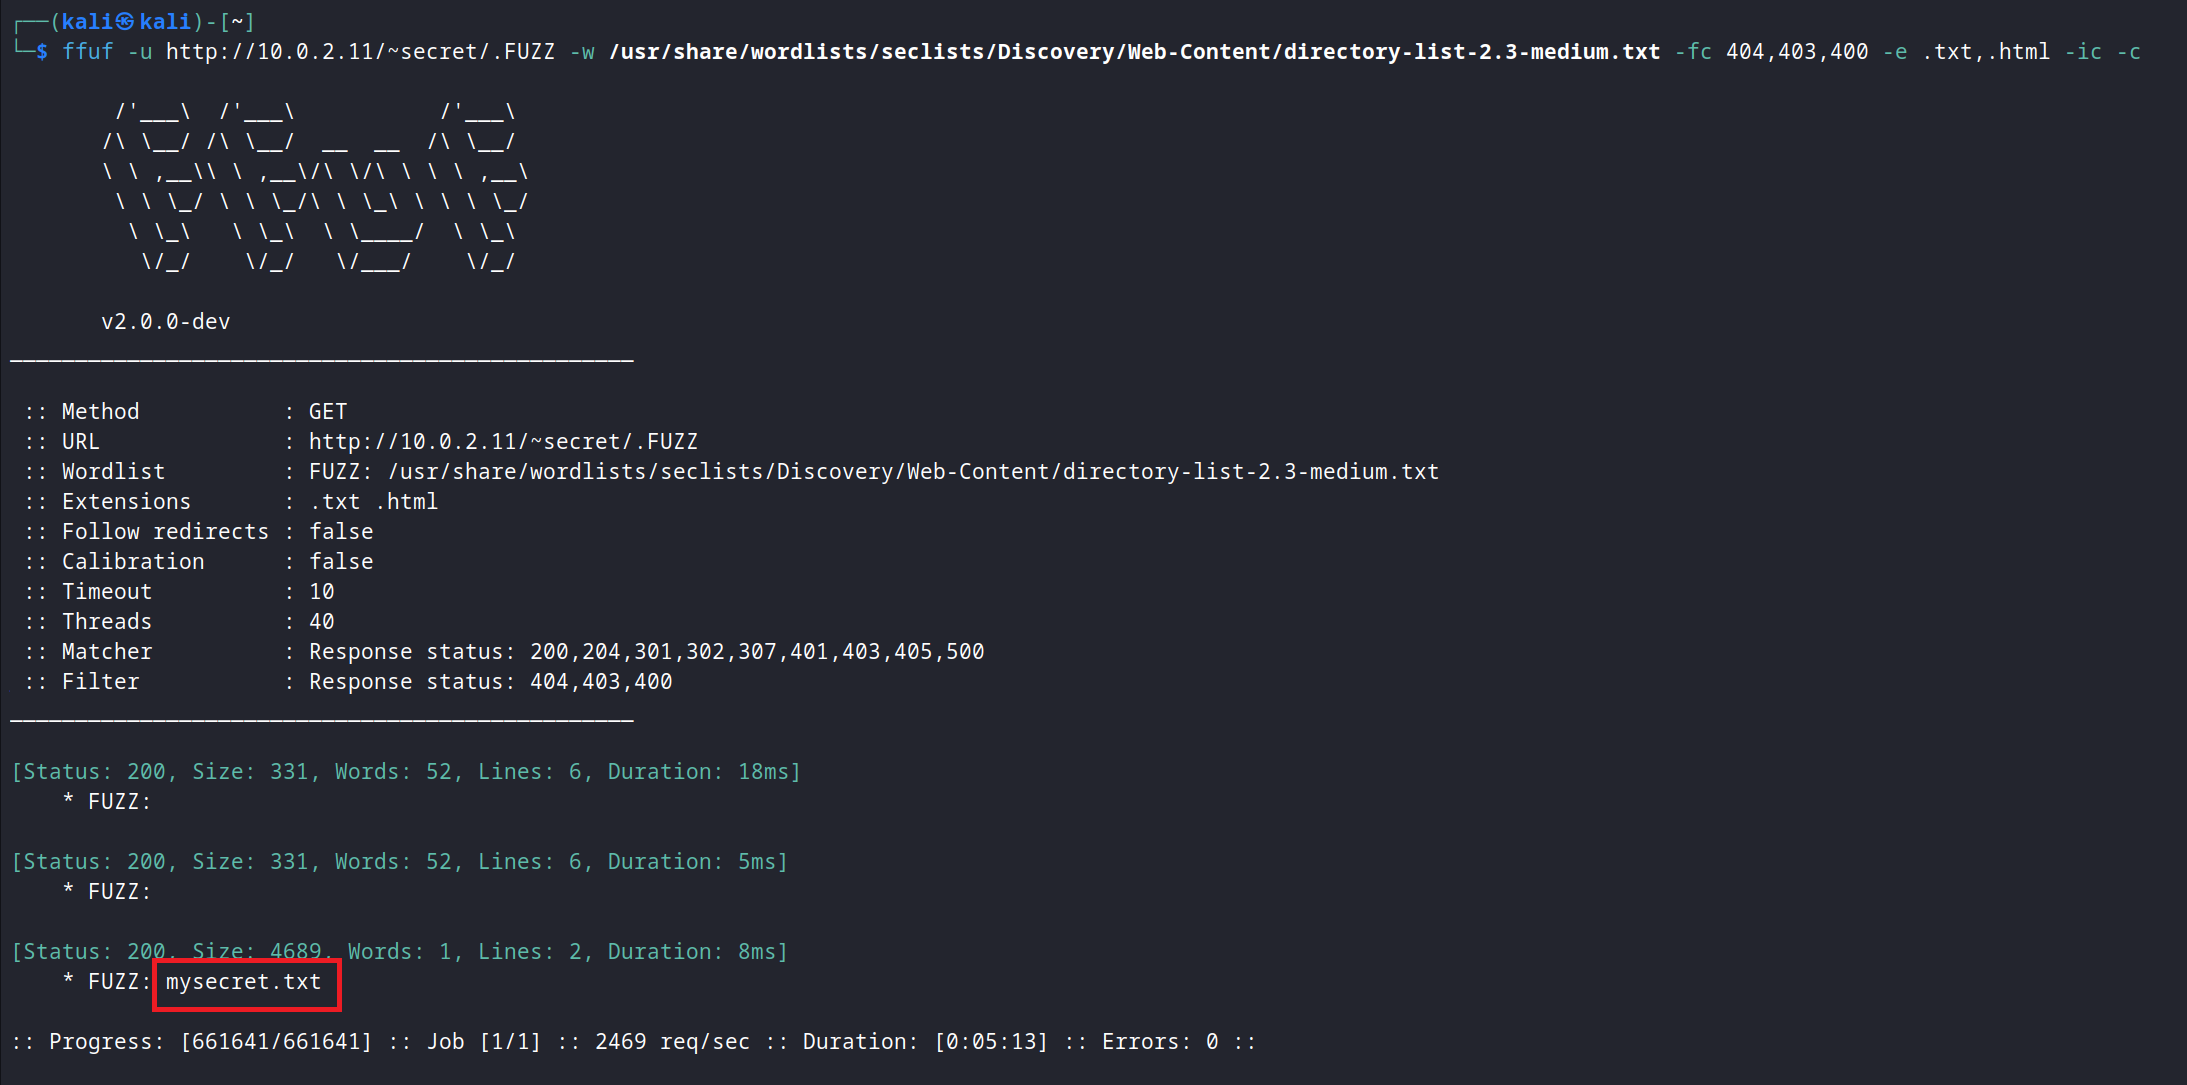 ┌──(kali㉿kali)-[~]
└─$ ffuf -u http://10.0.2.11/~secret/.FUZZ -w /usr/share/wordlists/seclists/Discovery/Web-Content/directory-list-2.3-medium.txt -fc 404,403,400 -e .txt,.html -ic -c

        /'___\  /'___\           /'___\
       /\ \__/ /\ \__/  __  __  /\ \__/
       \ \ ,__\\ \ ,__\/\ \/\ \ \ \ ,__\
        \ \ \_/ \ \ \_/\ \ \_\ \ \ \ \_/
         \ \_\   \ \_\  \ \____/  \ \_\
          \/_/    \/_/   \/___/    \/_/

       v2.0.0-dev
________________________________________________

 :: Method           : GET
 :: URL              : http://10.0.2.11/~secret/.FUZZ
 :: Wordlist         : FUZZ: /usr/share/wordlists/seclists/Discovery/Web-Content/directory-list-2.3-medium.txt
 :: Extensions       : .txt .html
 :: Follow redirects : false
 :: Calibration      : false
 :: Timeout          : 10
 :: Threads          : 40
 :: Matcher          : Response status: 200,204,301,302,307,401,403,405,500
 :: Filter           : Response status: 404,403,400
________________________________________________

[Status: 200, Size: 331, Words: 52, Lines: 6, Duration: 18ms]
    * FUZZ:

[Status: 200, Size: 331, Words: 52, Lines: 6, Duration: 5ms]
    * FUZZ:

[Status: 200, Size: 4689, Words: 1, Lines: 2, Duration: 8ms]
    * FUZZ: mysecret.txt

:: Progress: [661641/661641] :: Job [1/1] :: 2469 req/sec :: Duration: [0:05:13] :: Errors: 0 ::